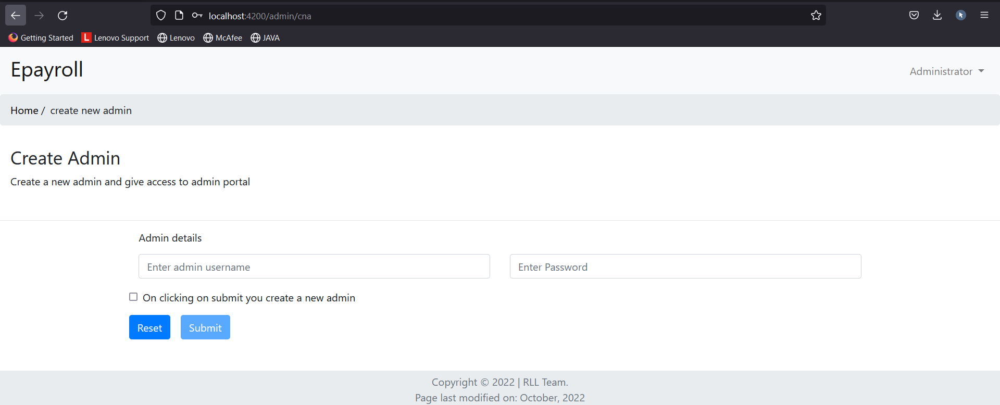 localhost:4200/admin/cna
Getting Started L Lenovo Support Lenovo McAfee JAVA
Epayroll
Administrator
Home / create new admin
Create Admin
Create a new admin and give access to admin portal
Admin details
Enter admin username Enter Password
On clicking on submit you create a new admin
Reset Submit
Copyright © 2022 | RLL Team.
Page last modified on: October, 2022